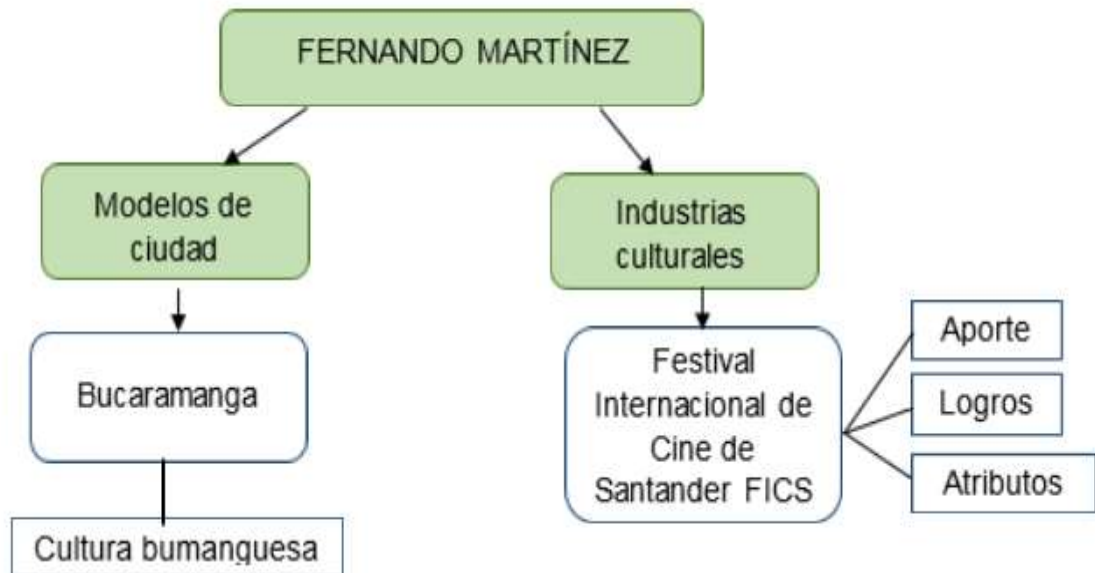 FERNANDO MARTÍNEZ
Modelos de
ciudad
Industrias
culturales
Bucaramanga
Festival
Internacional de
Cine de
Santander FICS
Aporte
Logros
Atributos
Cultura bumanguesa